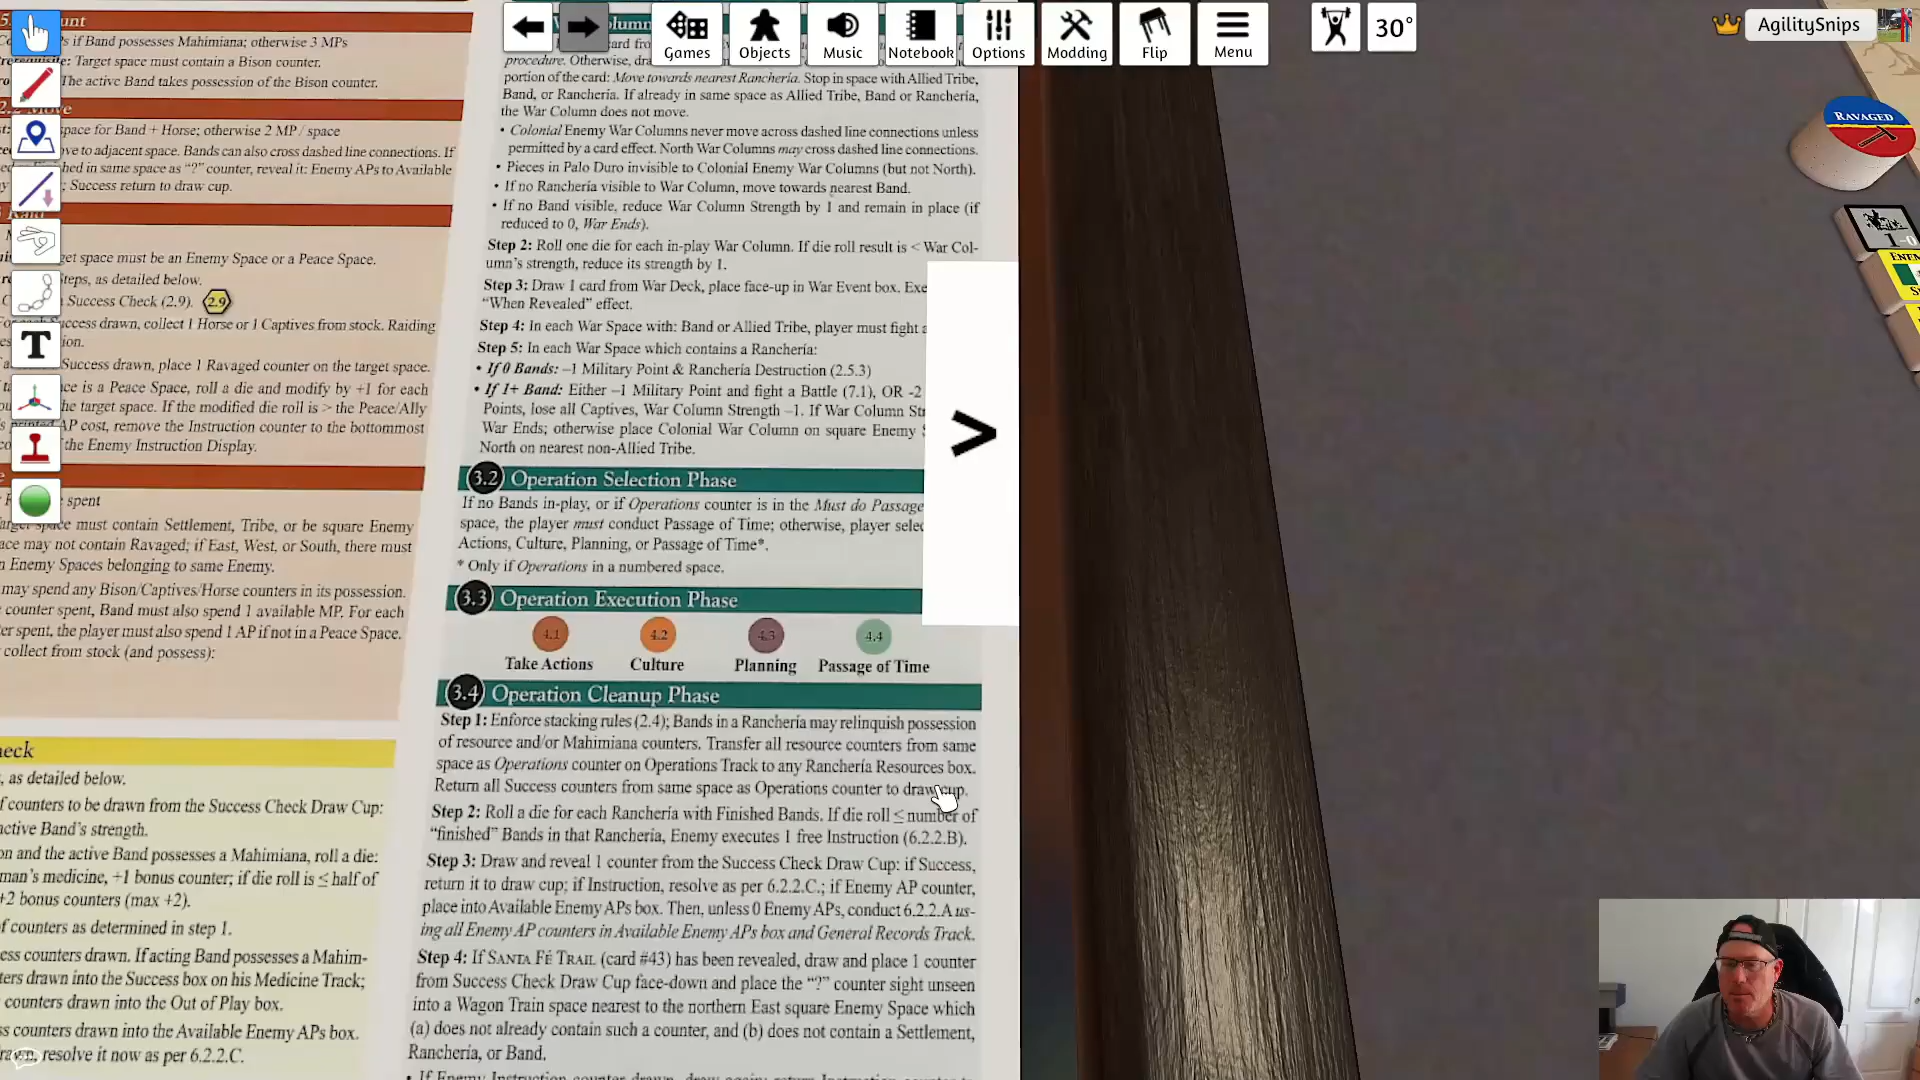 Games
Objects
Music
Notebook
Options
Modding
Flip
Menu
30°
AgilitySnips
RAVAGED
T
>
s if Band possesses Mahimiana; otherwise 3 MPs
Target space must contain a Bison counter.
The active Band takes possession of the Bison counter.
2.2 Move
space for Band + Horse; otherwise 2 MP / space
to adjacent space. Bands can also cross dashed line connections. If
in same space as "?" counter, reveal it: Enemy APs to Available
; Success return to draw cup.
get space must be an Enemy Space or a Peace Space.
Steps, as detailed below.
Success Check (2.9). 2.9
Success drawn, collect 1 Horse or 1 Captives from stock. Raiding
Success drawn, place 1 Ravaged counter on the target space.
is a Peace Space, roll a die and modify by +1 for each
the target space. If the modified die roll is > the Peace/Ally
AP cost, remove the Instruction counter to the bottommost
of the Enemy Instruction Display.
spent
must contain Settlement, Tribe, or be square Enemy
may not contain Ravaged; if East, West, or South, there must
Enemy Spaces belonging to same Enemy.
may spend any Bison/Captives/Horse counters in its possession.
counter spent, Band must also spend 1 available MP. For each
spent, the player must also spend 1 AP if not in a Peace Space.
collect from stock (and possess):
, as detailed below.
of counters to be drawn from the Success Check Draw Cup:
active Band's strength.
and the active Band possesses a Mahimiana, roll a die:
man's medicine, +1 bonus counter; if die roll is ≤ half of
+2 bonus counters (max +2).
of counters as determined in step 1.
counters drawn. If acting Band possesses a Mahim-
drawn into the Success box on his Medicine Track;
counters drawn into the Out of Play box.
counters drawn into the Available Enemy APs box.
resolve it now as per 6.2.2.C.
procedure. Otherwise,
portion of the card: Move towards nearest Ranchería. Stop in space with Allied Tribe,
Band, or Ranchería. If already in same space as Allied Tribe, Band or Ranchería,
the War Column does not move.
• Colonial Enemy War Columns never move across dashed line connections unless
permitted by a card effect. North War Columns may cross dashed line connections.
• Pieces in Palo Duro invisible to Colonial Enemy War Columns (but not North).
• If no Ranchería visible to War Column, move towards nearest Band.
• If no Band visible, reduce War Column Strength by 1 and remain in place (if
reduced to 0, War Ends).
Step 2: Roll one die for each in-play War Column. If die roll result is < War Col-
umn's strength, reduce its strength by 1.
Step 3: Draw 1 card from War Deck, place face-up in War Event box. Exe
"When Revealed" effect.
Step 4: In each War Space with: Band or Allied Tribe, player must fight a
Step 5: In each War Space which contains a Ranchería:
• If 0 Bands: –1 Military Point & Ranchería Destruction (2.5.3)
• If 1+ Band: Either –1 Military Point and fight a Battle (7.1), OR -2
Points, lose all Captives, War Column Strength –1. If War Column Str
War Ends; otherwise place Colonial War Column on square Enemy S
North on nearest non-Allied Tribe.
3.2 Operation Selection Phase
If no Bands in-play, or if Operations counter is in the Must do Passage
space, the player must conduct Passage of Time; otherwise, player selec
Actions, Culture, Planning, or Passage of Time*.
* Only if Operations in a numbered space.
3.3 Operation Execution Phase
4.1 4.2 4.3 4.4
Take Actions Culture Planning Passage of Time
3.4 Operation Cleanup Phase
Step 1: Enforce stacking rules (2.4); Bands in a Ranchería may relinquish possession
of resource and/or Mahimiana counters. Transfer all resource counters from same
space as Operations counter on Operations Track to any Ranchería Resources box.
Return all Success counters from same space as Operations counter to draw cup.
Step 2: Roll a die for each Ranchería with Finished Bands. If die roll ≤ number of
"finished" Bands in that Ranchería, Enemy executes 1 free Instruction (6.2.2.B).
Step 3: Draw and reveal 1 counter from the Success Check Draw Cup: if Success,
return it to draw cup; if Instruction, resolve as per 6.2.2.C.; if Enemy AP counter,
place into Available Enemy APs box. Then, unless 0 Enemy APs, conduct 6.2.2.A us-
ing all Enemy AP counters in Available Enemy APs box and General Records Track.
Step 4: If SANTA FÉ TRAIL (card #43) has been revealed, draw and place 1 counter
from Success Check Draw Cup face-down and place the "?" counter sight unseen
into a Wagon Train space nearest to the northern East square Enemy Space which
(a) does not already contain such a counter, and (b) does not contain a Settlement,
Ranchería, or Band.